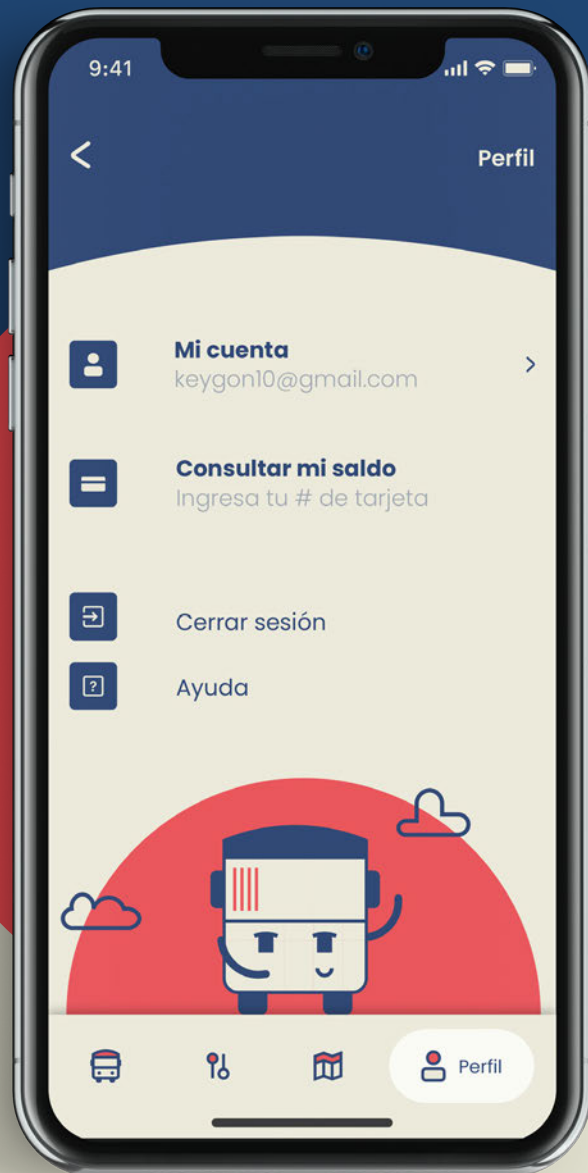 9:41
Perfil
Mi cuenta
keygon10@gmail.com
Consultar mi saldo
Ingresa tu # de tarjeta
Cerrar sesión
?
Ayuda
Perfil